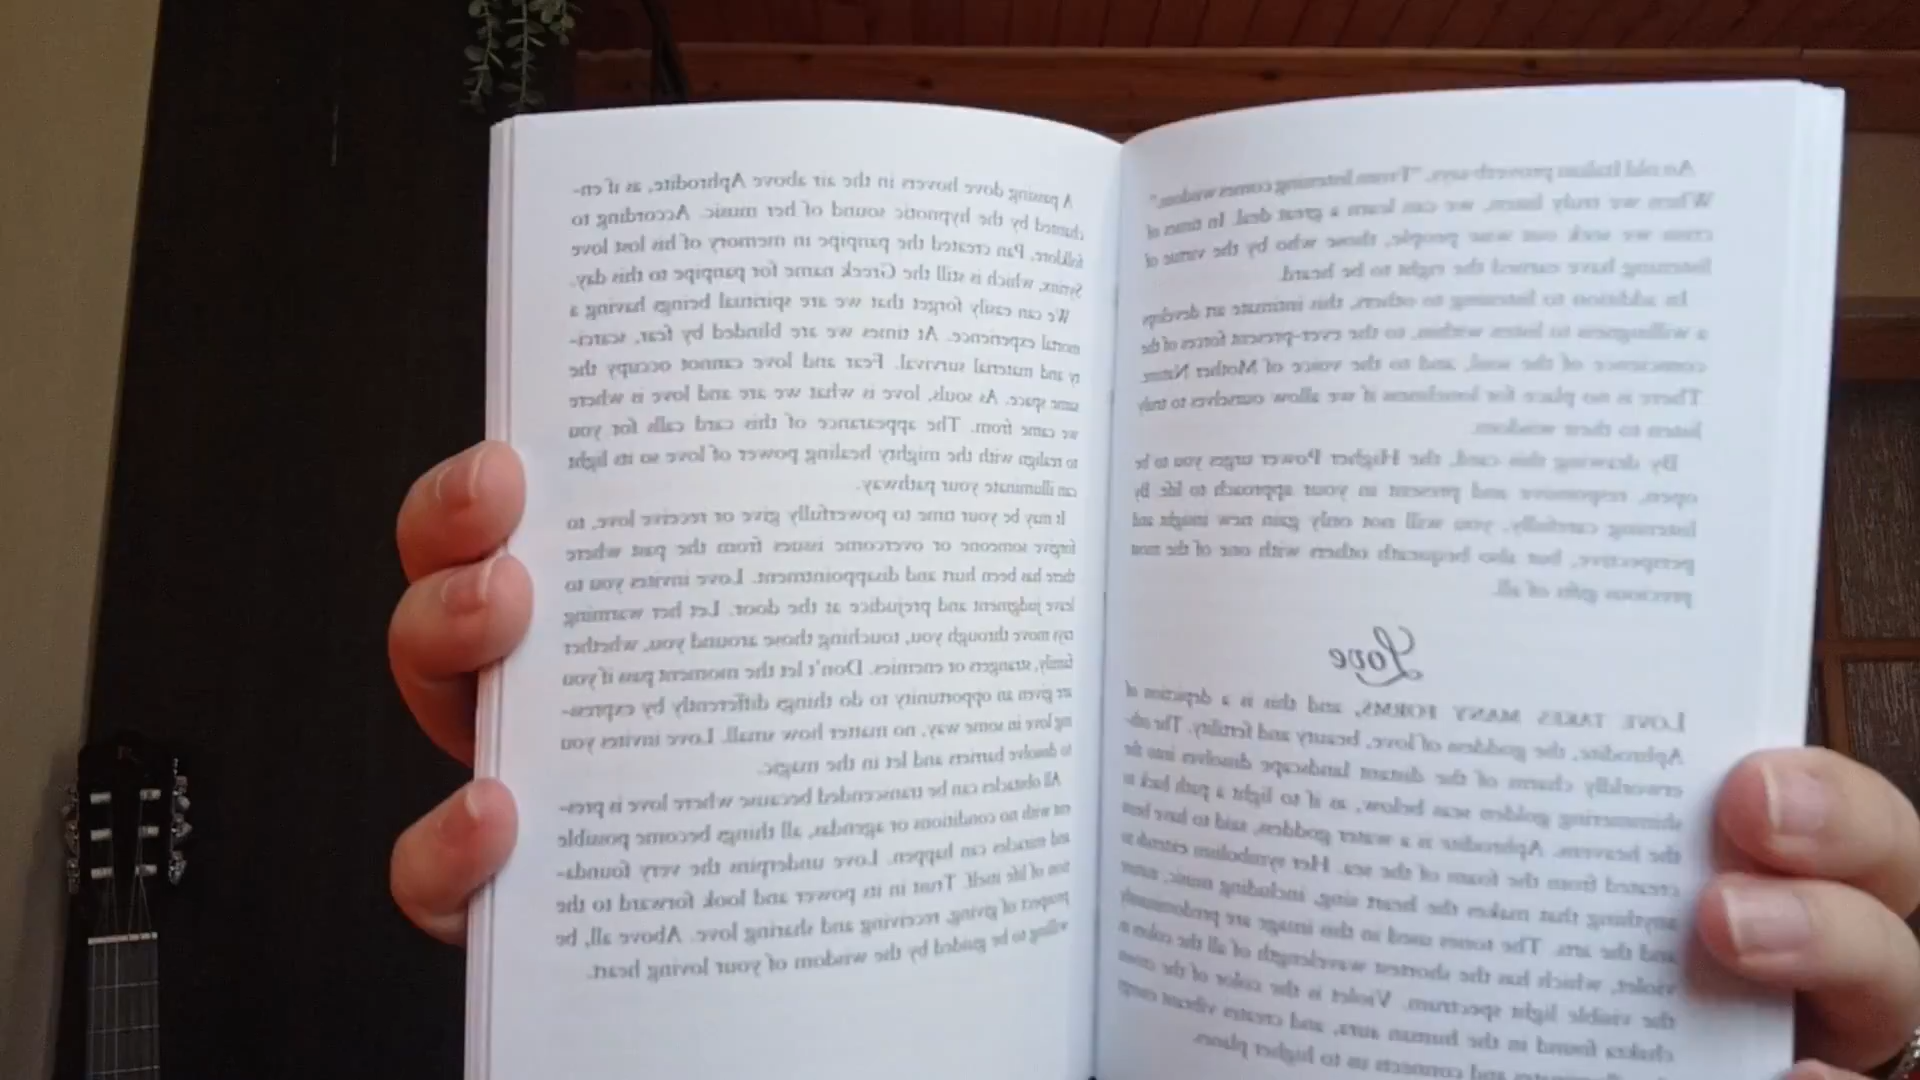 An old Italian proverb says, "From listening comes wisdom."
When we truly listen, we can learn a great deal. In times of
crisis we seek out wise people, those who by the virtue of
listening have earned the right to be heard.
In addition to listening to others, this intimate art develops
a willingness to listen within, to the ever-present forces of the
conscience of the soul, and to the voice of Mother Nature.
There is no place for loneliness if we allow ourselves to truly
listen to their wisdom.
By drawing this card, the Higher Power urges you to be
open, responsive and present in your approach to life. By
listening carefully, you will not only gain new insight and
perspective, but also bequeath others with one of the most
precious gifts of all.
Love
LOVE TAKES MANY FORMS, and this is a depiction of
Aphrodite, the goddess of love, beauty and fertility. The oth-
erworldly charm of the distant landscape dissolves into the
shimmering golden seas below, as if to light a path back to
the heavens. Aphrodite is a water goddess, said to have been
created from the foam of the sea. Her symbolism extends to
anything that makes the heart sing, including music, nature
and the arts. The tones used in this image are predominantly
violet, which has the shortest wavelength of all the colors in
the visible light spectrum. Violet is the color of the crown
chakra found in the human aura, and creates vibrant energy
and connects us to higher planes.
A passing dove hovers in the air above Aphrodite, as if en-
chanted by the hypnotic sound of her music. According to
folklore, Pan created the panpipe in memory of his lost love
Syrinx, which is still the Greek name for panpipe to this day.
We can easily forget that we are spiritual beings having a
mortal experience. At times we are blinded by fear, scarci-
ty and material survival. Fear and love cannot occupy the
same space. As souls, love is what we are and love is where
we came from. The appearance of this card calls for you
to realign with the mighty healing power of love so its light
can illuminate your pathway.
It may be your time to powerfully give or receive love, to
forgive someone or overcome issues from the past where
there has been hurt and disappointment. Love invites you to
leave judgment and prejudice at the door. Let her warming
rays move through you, touching those around you, whether
family, strangers or enemies. Don't let the moment pass if you
are given an opportunity to do things differently by express-
ing love in some way, no matter how small. Love invites you
to dissolve barriers and let in the magic.
All obstacles can be transcended because where love is pres-
ent with no conditions or agendas, all things become possible
and miracles can happen. Love underpins the very founda-
tion of life itself. Trust in its power and look forward to the
prospect of giving, receiving and sharing love. Above all, be
willing to be guided by the wisdom of your loving heart.